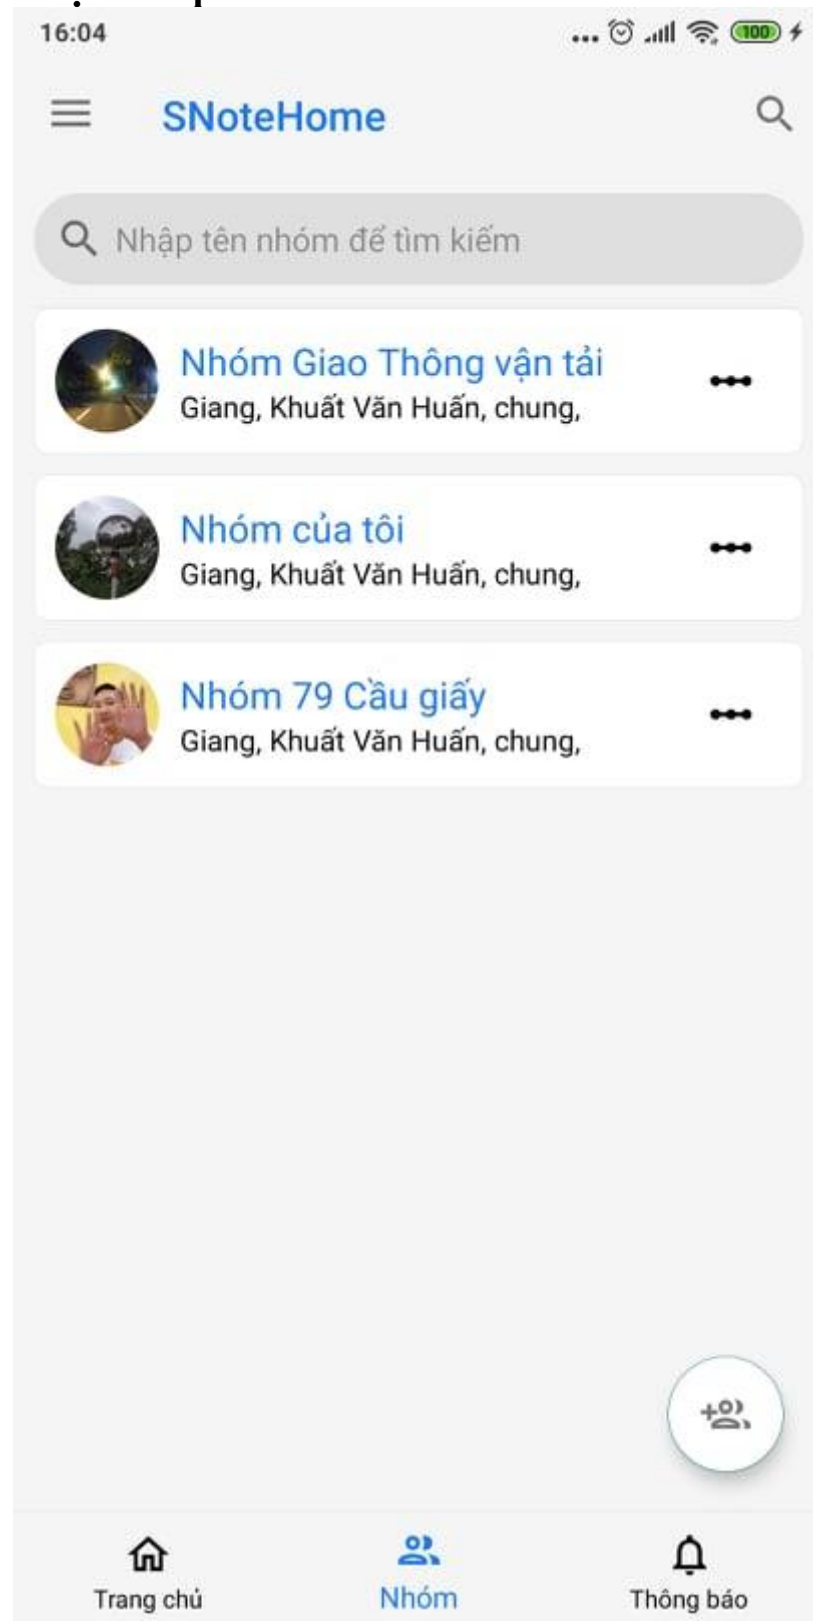 16:04
100
SNoteHome
Nhập tên nhóm để tìm kiếm
Nhóm Giao Thông vận tải
Giang, Khuất Văn Huấn, chung,
Nhóm của tôi
Giang, Khuất Văn Huấn, chung,
Nhóm 79 Cầu giấy
Giang, Khuất Văn Huấn, chung,
Trang chủ
Nhóm
Thông báo